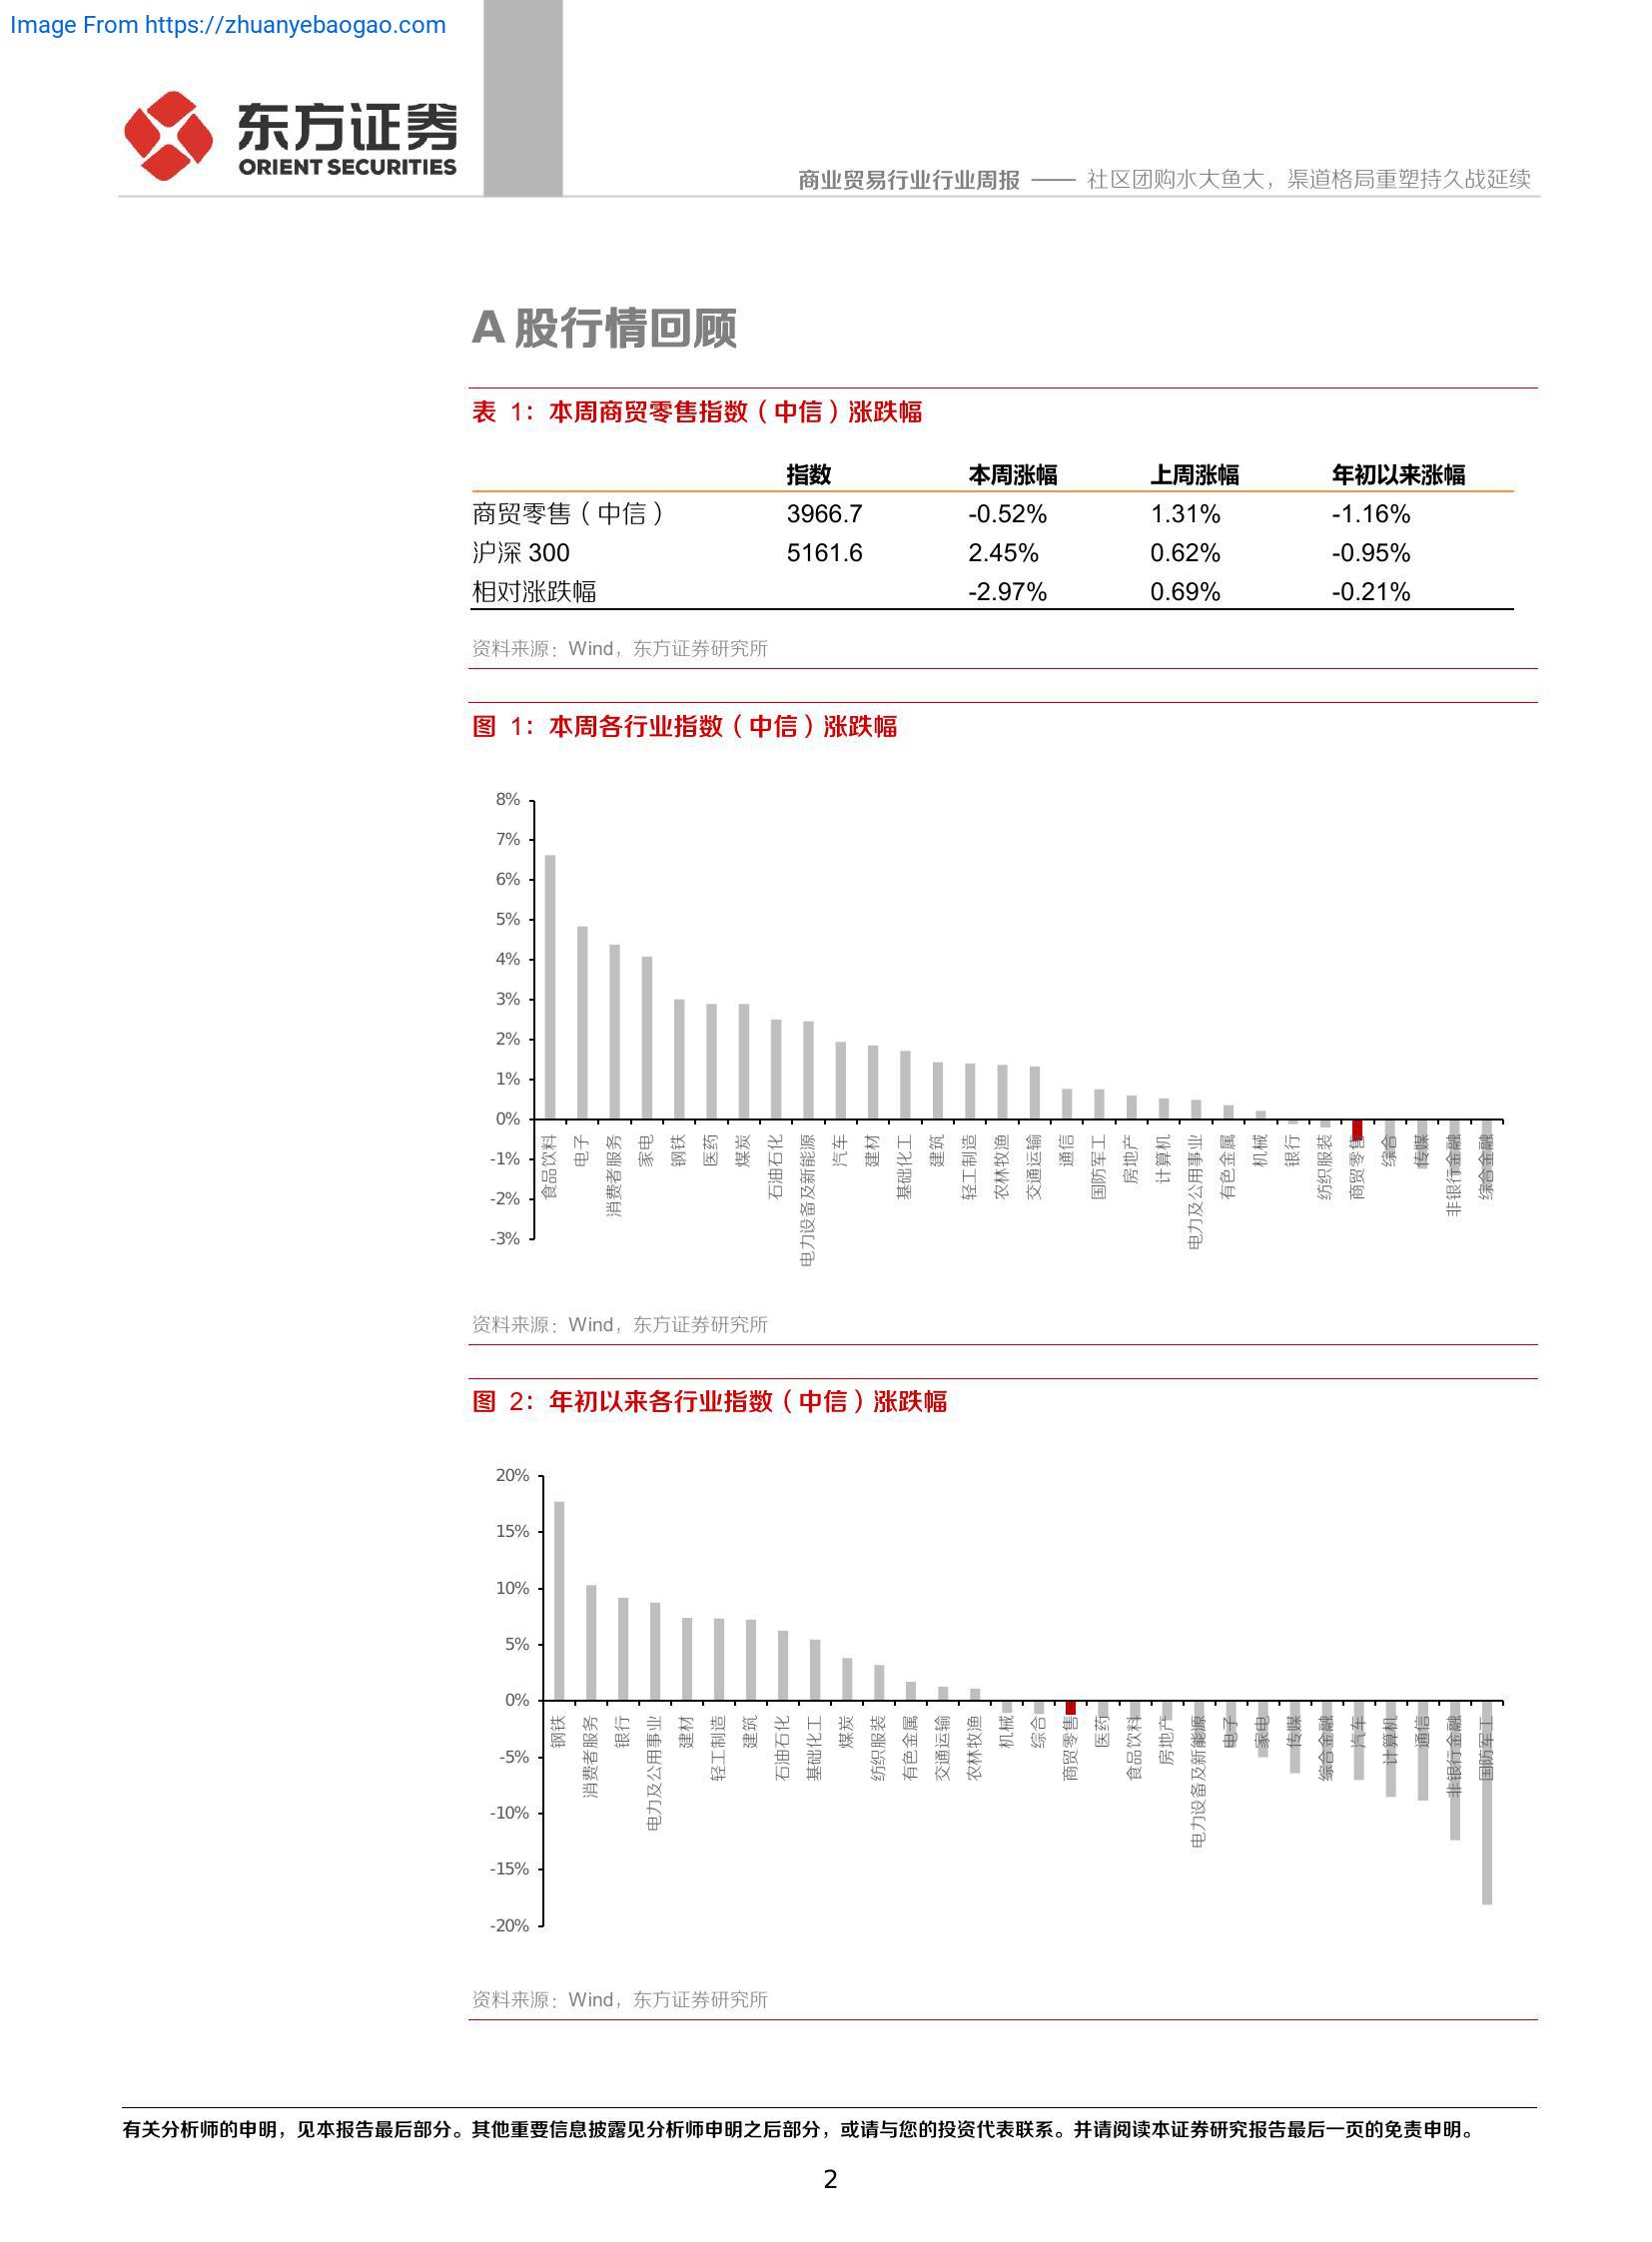 Image From https://zhuanyebaogao.com
东方证券
ORIENT SECURITIES
商业贸易行业行业周报 —— 社区团购水大鱼大，渠道格局重塑持久战延续
A 股行情回顾
表 1：本周商贸零售指数（中信）涨跌幅
指数 本周涨幅 上周涨幅 年初以来涨幅
商贸零售（中信） 3966.7 -0.52% 1.31% -1.16%
沪深 300 5161.6 2.45% 0.62% -0.95%
相对涨跌幅 -2.97% 0.69% -0.21%
资料来源：Wind，东方证券研究所
图 1：本周各行业指数（中信）涨跌幅
8%
7%
6%
5%
4%
3%
2%
1%
0%
-1%
-2%
-3%
食品饮料
电子
消费者服务
家电
钢铁
医药
煤炭
石油石化
电力设备及新能源
汽车
建材
基础化工
建筑
轻工制造
农林牧渔
交通运输
通信
国防军工
房地产
计算机
电力及公用事业
有色金属
机械
银行
纺织服装
商贸零售
综合
传媒
非银行金融
综合金融
资料来源：Wind，东方证券研究所
图 2：年初以来各行业指数（中信）涨跌幅
20%
15%
10%
5%
0%
-5%
-10%
-15%
-20%
钢铁
消费者服务
银行
电力及公用事业
建材
轻工制造
建筑
石油石化
基础化工
煤炭
纺织服装
有色金属
交通运输
农林牧渔
机械
综合
商贸零售
医药
食品饮料
房地产
电力设备及新能源
电子
家电
传媒
综合金融
汽车
计算机
通信
非银行金融
国防军工
资料来源：Wind，东方证券研究所
有关分析师的申明，见本报告最后部分。其他重要信息披露见分析师申明之后部分，或请与您的投资代表联系。并请阅读本证券研究报告最后一页的免责申明。
2